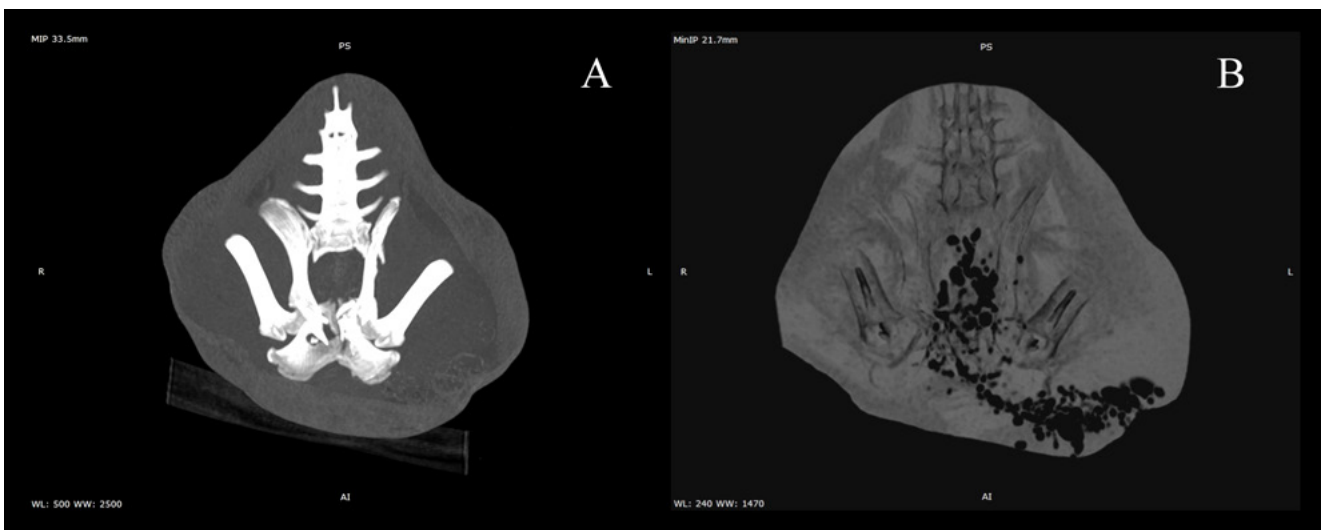 MIP 33.5mm
PS
A
R
L
WL: 500 WW: 2500
AI
MinIP 21.7mm
PS
B
R
L
WL: 240 WW: 1470
AI